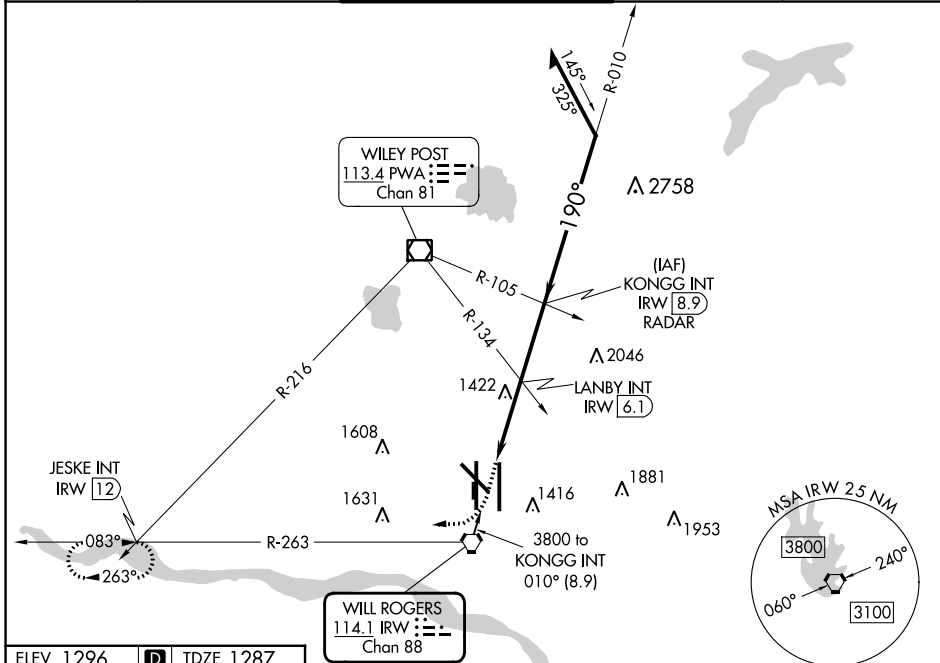 R-010
145°
325°
WILEY POST
113.4 PWA
Chan 81
190°
2758
R-105
(IAF)
KONGG INT
IRW 8.9
RADAR
R-134
2046
1422
LANBY INT
IRW 6.1
R-216
1608
JESKE INT
IRW 12
1631
1416
1881
1953
083°
R-263
263°
3800 to
KONGG INT
010° (8.9)
WILL ROGERS
114.1 IRW
Chan 88
MSA IRW 25 NM
3800
240°
060°
3100
ELEV 1296 D TDZE 1287